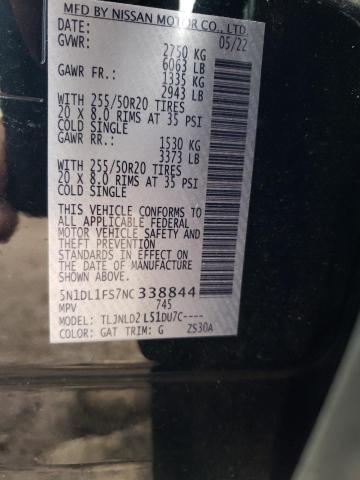 MFD BY NISSAN MOTOR CO., LTD.
05/22
GVWR: 2750 KG
6063 LB
GAWR FR.: 1335 KG
2943 LB
WITH 255/50R20 TIRES
20 X 8.0 RIMS AT 35 PSI
COLD SINGLE
GAWR RR.: 1530 KG
3373 LB
WITH 255/50R20 TIRES
20 X 8.0 RIMS AT 35 PSI
COLD SINGLE
THIS VEHICLE CONFORMS TO
ALL APPLICABLE FEDERAL
MOTOR VEHICLE SAFETY AND
THEFT PREVENTION
STANDARDS IN EFFECT ON
THE DATE OF MANUFACTURE
SHOWN ABOVE.
5N1DL1FS7NC338844
MPV 745
MODEL: TLJNLD2 L51DU7C----
COLOR: GAT TRIM: G ZS30A